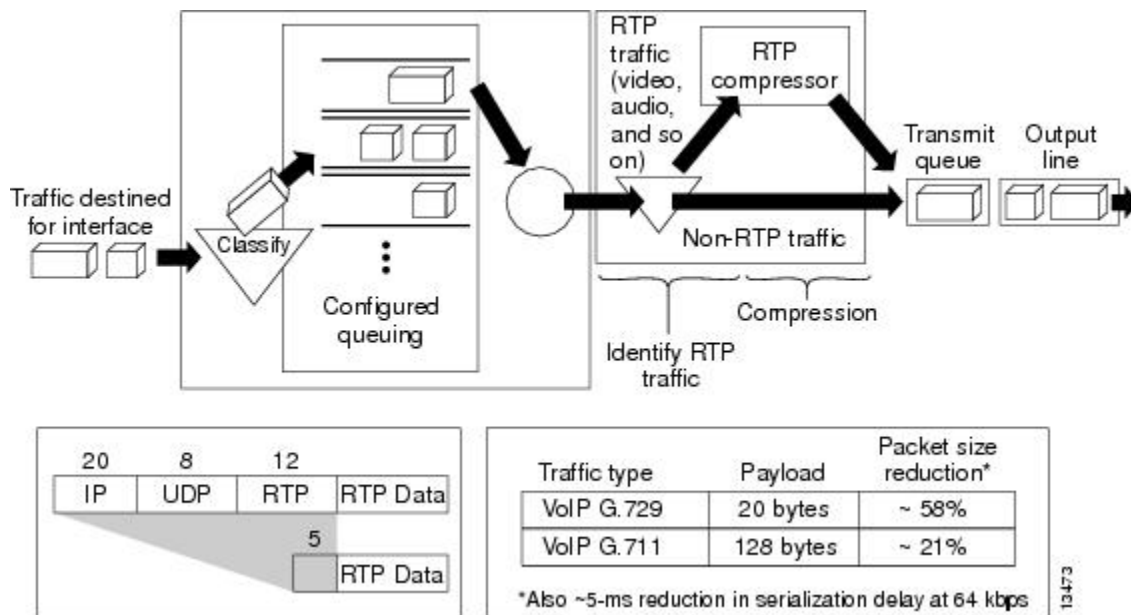 RTP
traffic
(video,
audio,
and so
on)
RTP
compressor
Transmit
queue
Output
line
Traffic destined
for interface
Classify
Configured
queuing
Non-RTP traffic
Compression
Identify RTP
traffic
20 8 12
IP UDP RTP RTP Data
5
RTP Data
Traffic type Payload Packet size
reduction*
VoIP G.729 20 bytes ~ 58%
VoIP G.711 128 bytes ~ 21%
*Also ~5-ms reduction in serialization delay at 64 kbps
13473